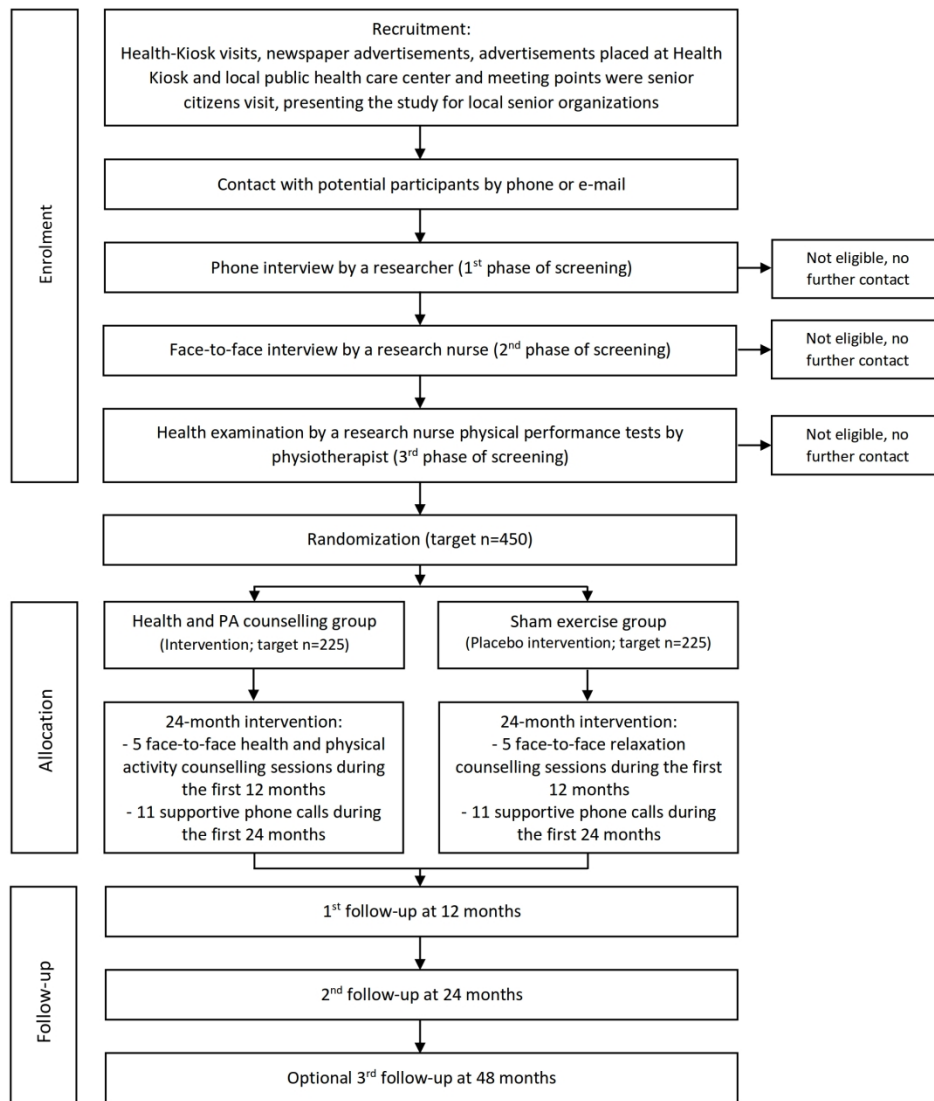 Recruitment:
Health-Kiosk visits, newspaper advertisements, advertisements placed at Health
Kiosk and local public health care center and meeting points were senior
citizens visit, presenting the study for local senior organizations
Enrolment
Contact with potential participants by phone or e-mail
Phone interview by a researcher (1st phase of screening)
Not eligible, no
further contact
Face-to-face interview by a research nurse (2nd phase of screening)
Not eligible, no
further contact
Health examination by a research nurse physical performance tests by
physiotherapist (3rd phase of screening)
Not eligible, no
further contact
Randomization (target n=450)
Allocation
Health and PA counselling group
(Intervention; target n=225)
Sham exercise group
(Placebo intervention; target n=225)
24-month intervention:
- 5 face-to-face health and physical
activity counselling sessions during
the first 12 months
- 11 supportive phone calls during
the first 24 months
24-month intervention:
- 5 face-to-face relaxation
counselling sessions during the first
12 months
- 11 supportive phone calls during
the first 24 months
Follow-up
1st follow-up at 12 months
2nd follow-up at 24 months
Optional 3rd follow-up at 48 months